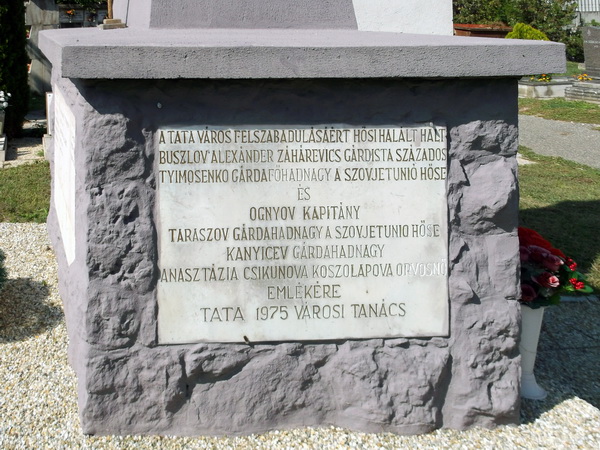 A TATA VÁROS FELSZABADULÁSÁÉRT HŐSI HALÁLT HALT
BUSZLOV ALEXÁNDER ZÁHÁREVICS GÁRDISTA SZÁZADOS
TYIMOSENKO GÁRDAFŐHADNAGY A SZOVJETUNIÓ HŐSE
ÉS
OGNYOV KAPITÁNY
TARASZOV GÁRDAHADNAGY A SZOVJETUNIO HŐSE
KANYICEV GÁRDAHADNAGY
ANASZTÁZIA CSIKUNOVA KOSZOLAPOVA ORVOSNŐ
EMLÉKÉRE
TATA 1975 VÁROSI TANÁCS